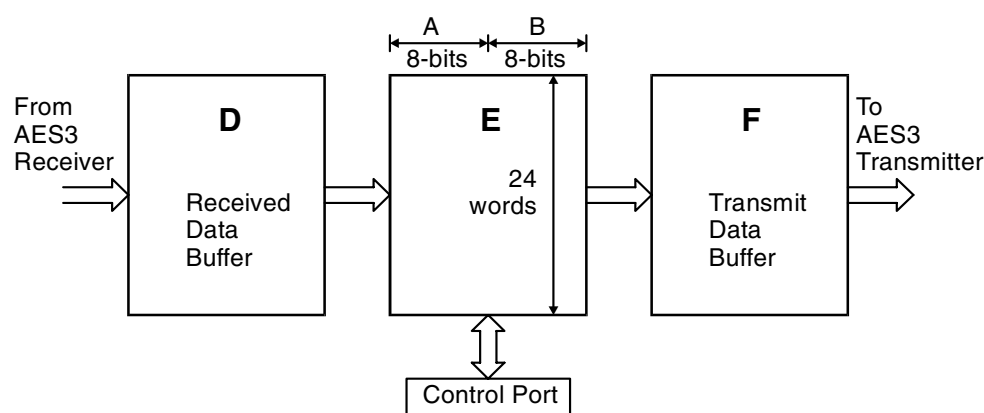 A B
8-bits 8-bits
From
AES3
Receiver
D
Received
Data
Buffer
E
24
words
F
Transmit
Data
Buffer
To
AES3
Transmitter
Control Port